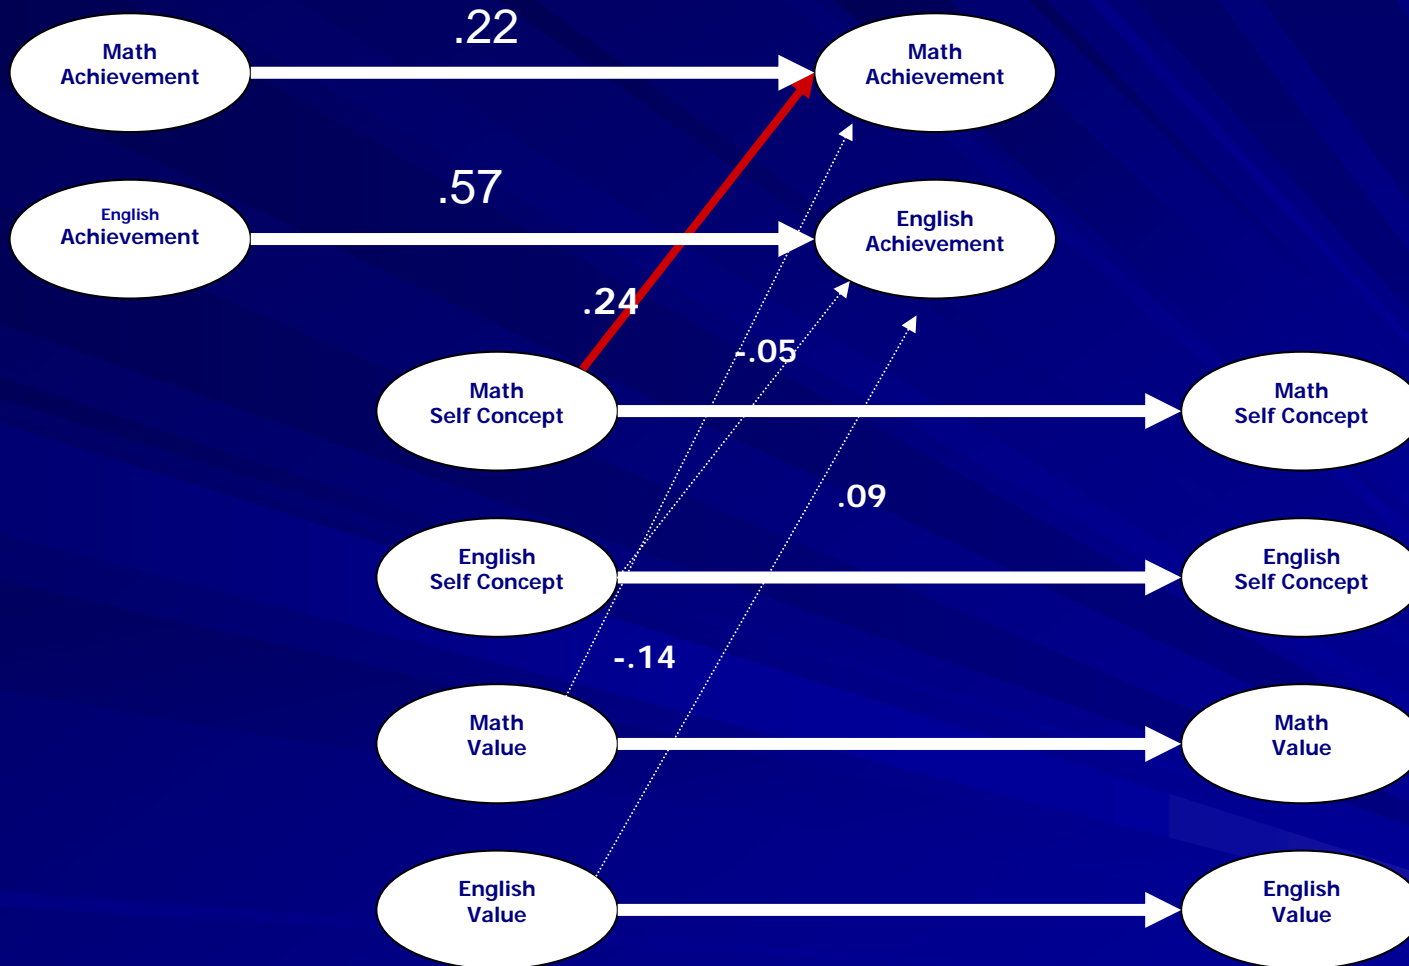 .22
Math
Achievement
Math
Achievement
.57
English
Achievement
English
Achievement
.24
-.05
Math
Self Concept
Math
Self Concept
.09
English
Self Concept
English
Self Concept
-.14
Math
Value
Math
Value
English
Value
English
Value